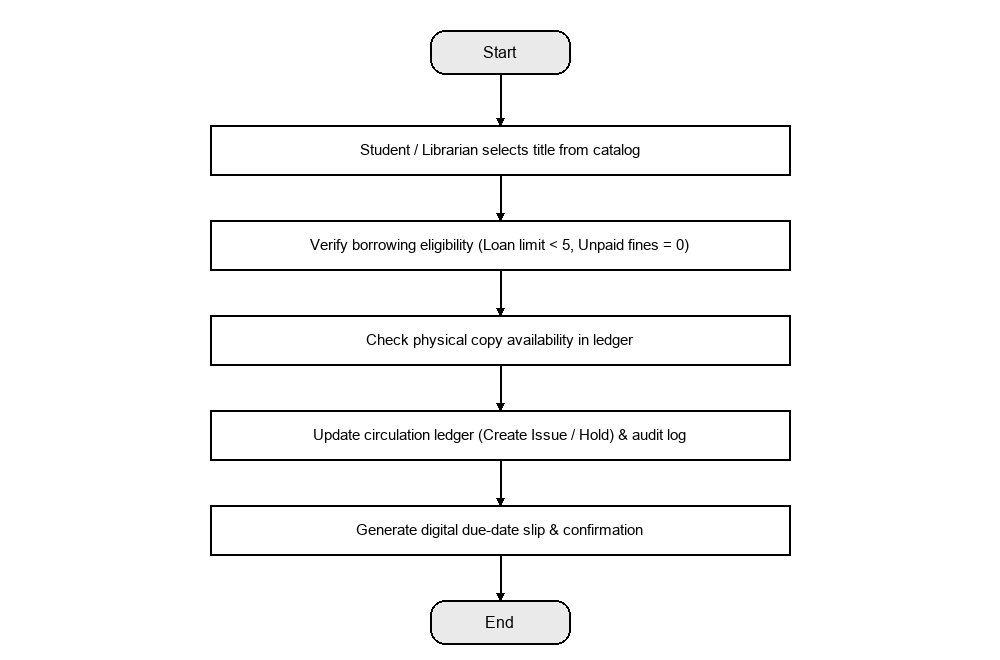 Start
Student / Librarian selects title from catalog
Verify borrowing eligibility (Loan limit < 5, Unpaid fines = 0)
Check physical copy availability in ledger
Update circulation ledger (Create Issue / Hold) & audit log
Generate digital due-date slip & confirmation
End